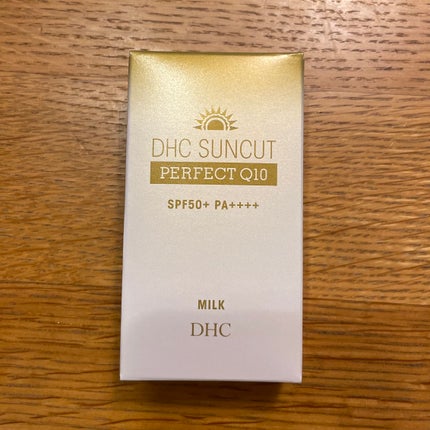 DHC SUNCUT
PERFECT Q10
SPF50+ PA++++
MILK
DHC